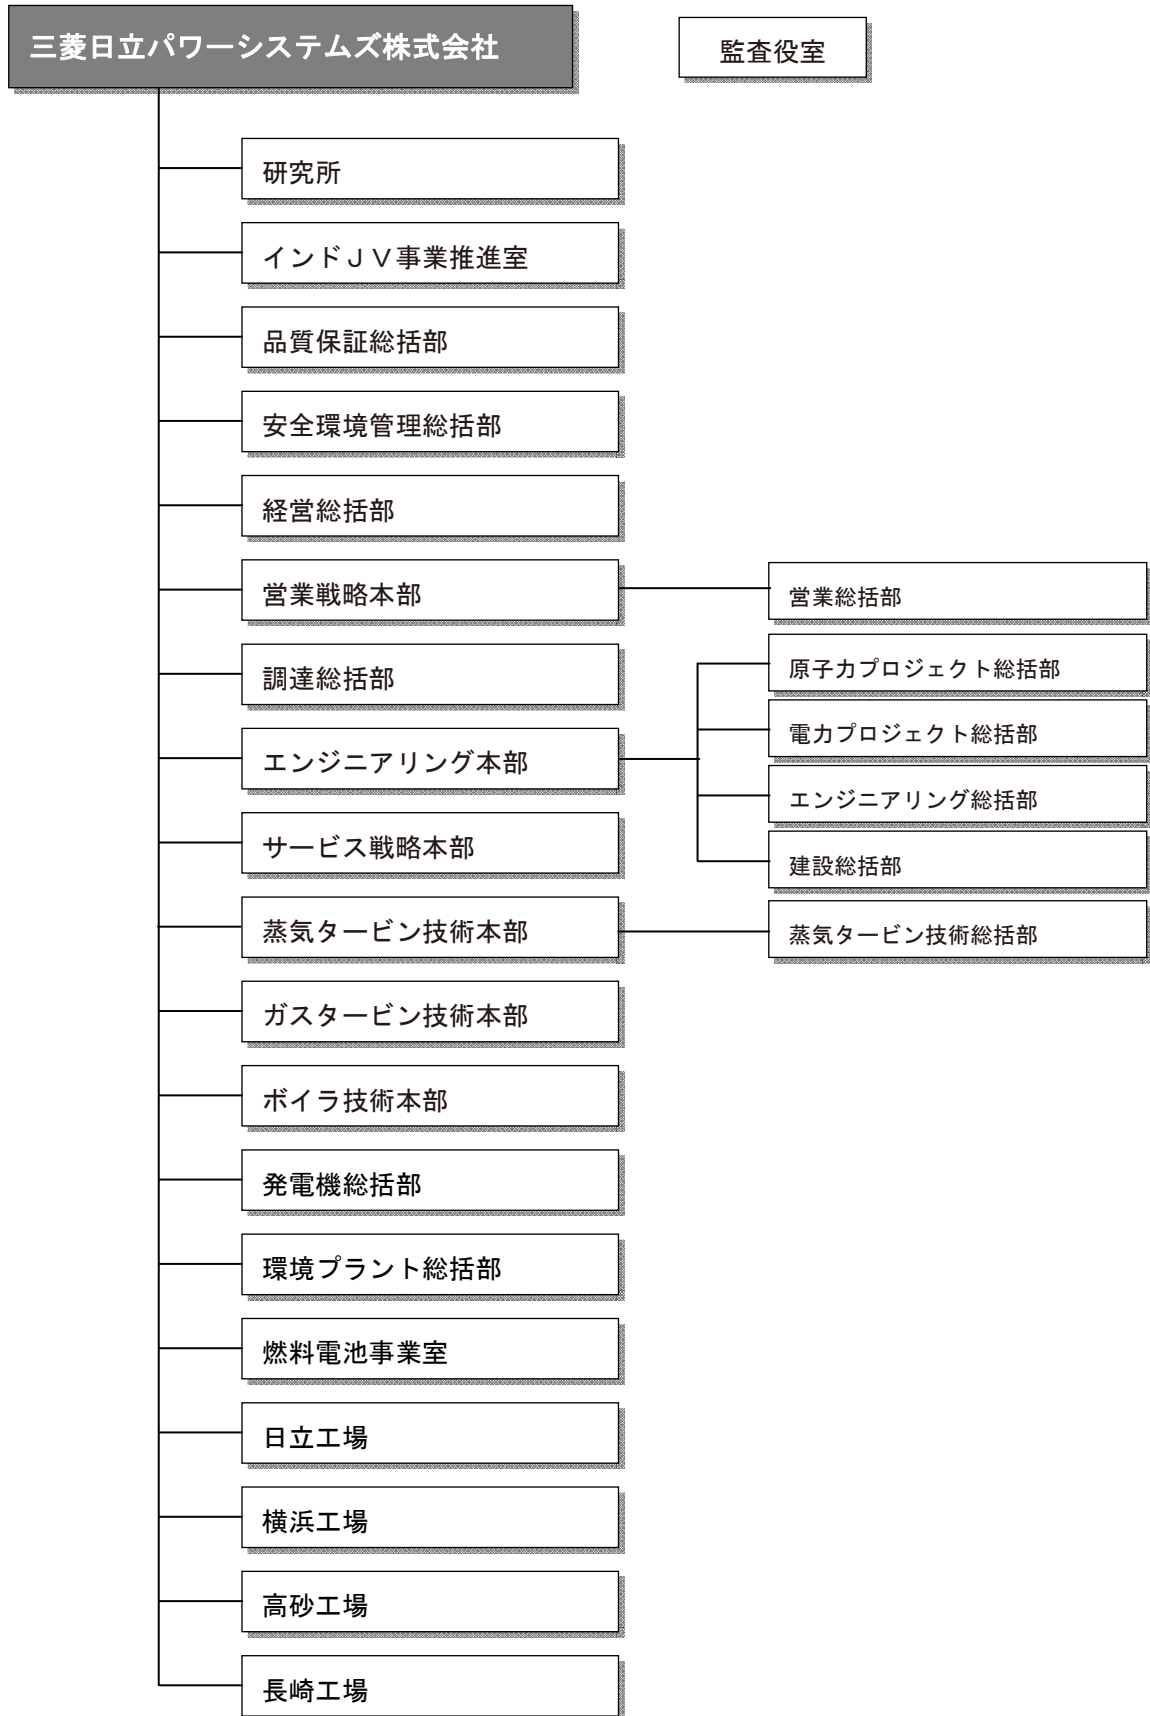 三菱日立パワーシステムズ株式会社
監査役室
研究所
インドＪＶ事業推進室
品質保証総括部
安全環境管理総括部
経営総括部
営業戦略本部
営業総括部
調達総括部
原子力プロジェクト総括部
電力プロジェクト総括部
エンジニアリング本部
エンジニアリング総括部
サービス戦略本部
建設総括部
蒸気タービン技術本部
蒸気タービン技術総括部
ガスタービン技術本部
ボイラ技術本部
発電機総括部
環境プラント総括部
燃料電池事業室
日立工場
横浜工場
高砂工場
長崎工場